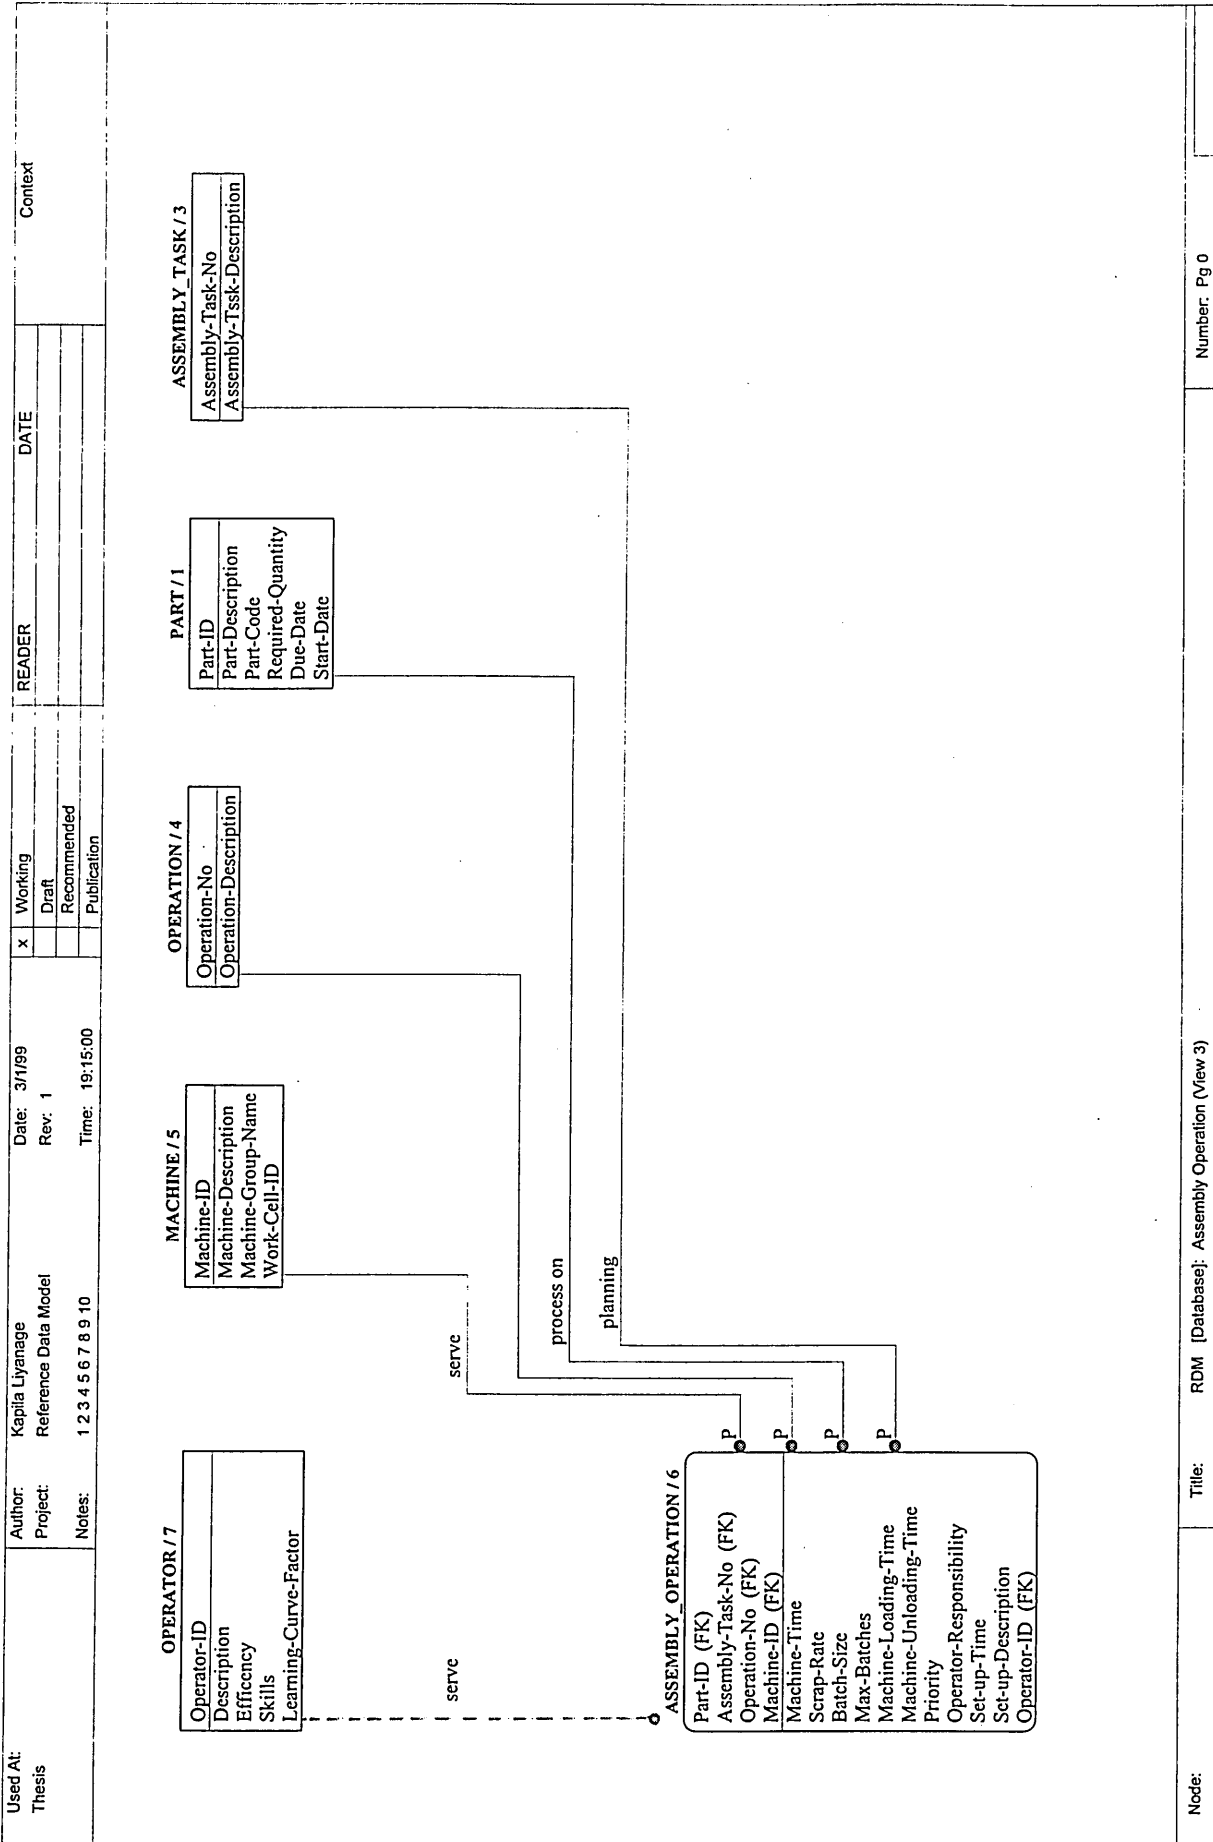 Used At:
Thesis
Author: Kapila Liyanage
Project: Reference Data Model
Notes: 1 2 3 4 5 6 7 8 9 10
Date: 3/1/99
Rev: 1
Time: 19:15:00
x Working
Draft
Recommended
Publication
READER DATE
Context
OPERATOR / 7
Operator-ID
Description
Efficency
Skills
Learning-Curve-Factor
MACHINE / 5
Machine-ID
Machine-Description
Machine-Group-Name
Work-Cell-ID
OPERATION / 4
Operation-No
Operation-Description
PART / 1
Part-ID
Part-Description
Part-Code
Required-Quantity
Due-Date
Start-Date
ASSEMBLY_TASK / 3
Assembly-Task-No
Assembly-Tssk-Description
serve
serve
process on
planning
ASSEMBLY_OPERATION / 6
Part-ID (FK)
Assembly-Task-No (FK)
Operation-No (FK)
Machine-ID (FK)
Machine-Time
Scrap-Rate
Batch-Size
Max-Batches
Machine-Loading-Time
Machine-Unloading-Time
Priority
Operator-Responsibility
Set-up-Time
Set-up-Description
Operator-ID (FK)
P
P
P
P
Node:
Title: RDM [Database]: Assembly Operation (View 3)
Number: Pg 0